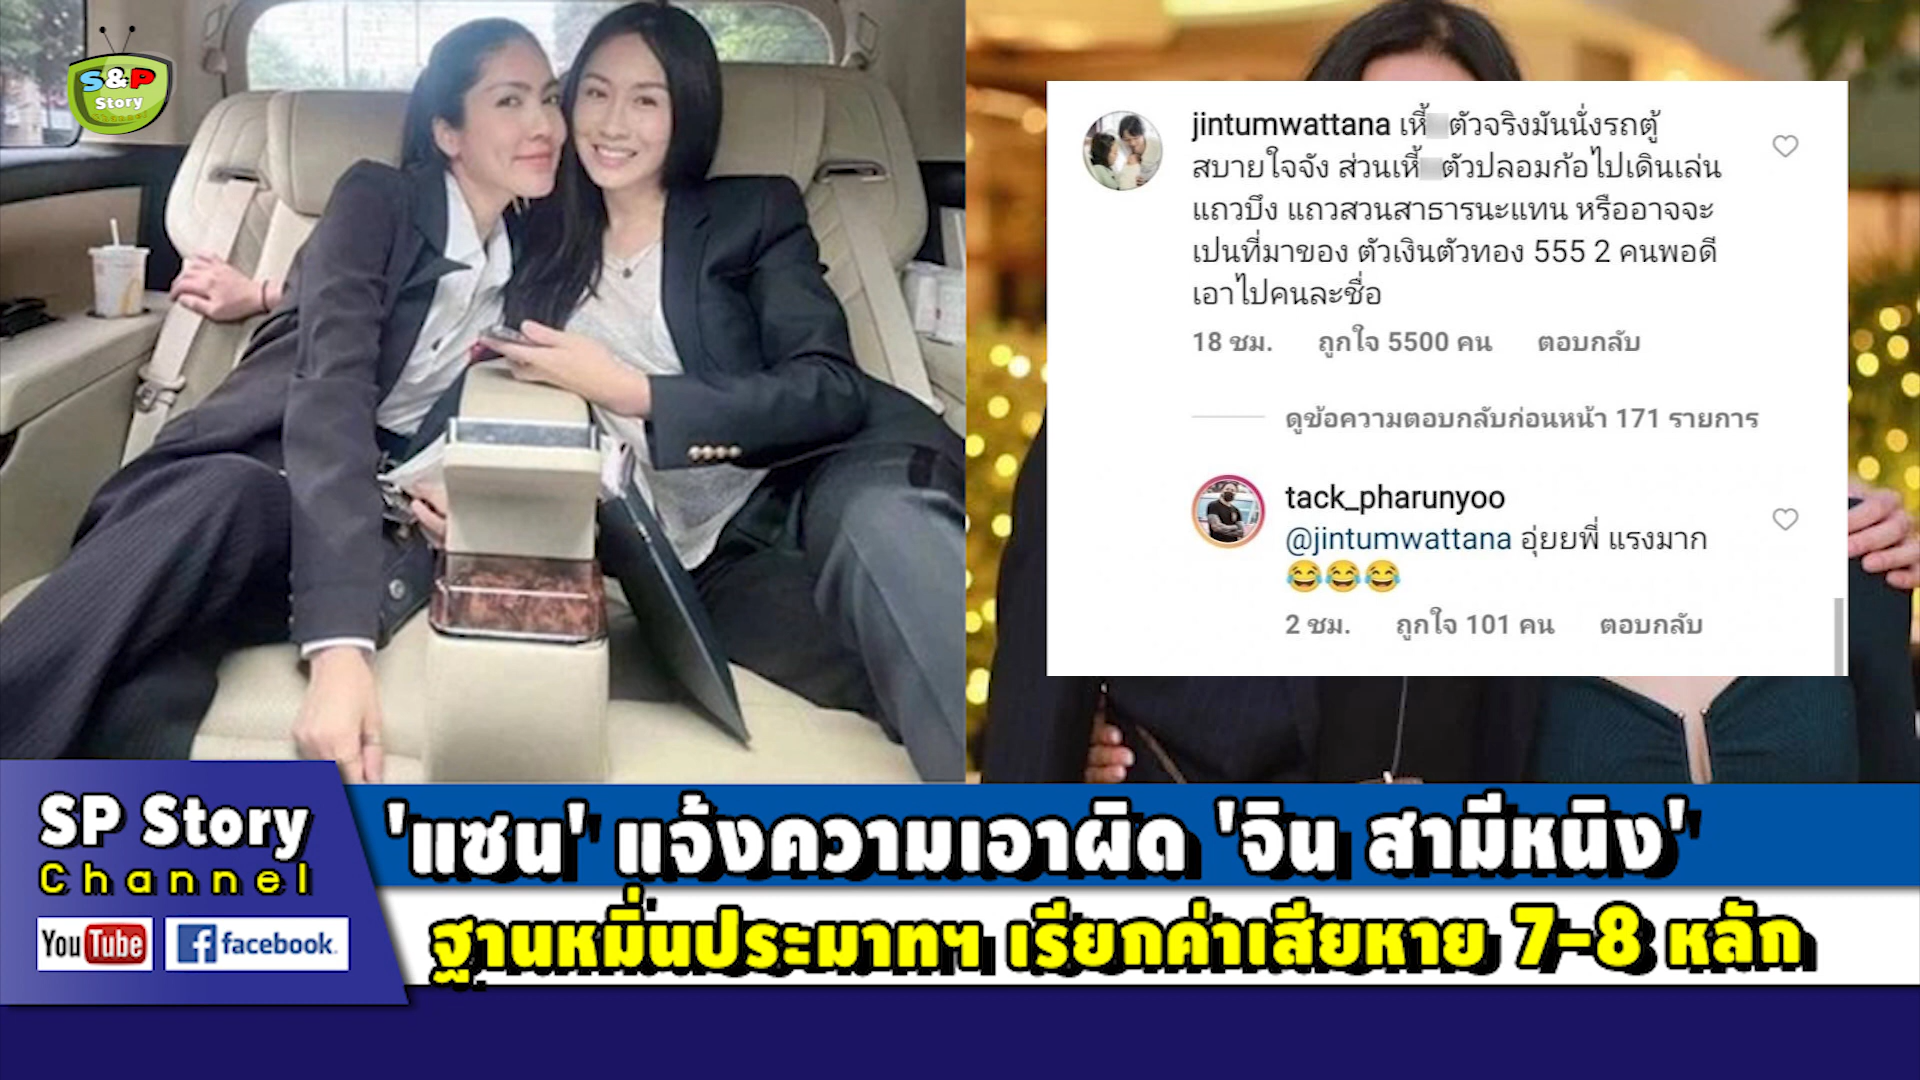 S&P
Story
Channel
jintumwattana เหี้ ตัวจริงมันนั่งรถตู้
สบายใจจัง ส่วนเหี้ ตัวปลอมก้อไปเดินเล่น
แถวบึง แถวสวนสาธารนะแทน หรืออาจจะ
เปนที่มาของ ตัวเงินตัวทอง 555 2 คนพอดี
เอาไปคนละชื่อ
18 ชม. ถูกใจ 5500 คน ตอบกลับ
ดูข้อความตอบกลับก่อนหน้า 171 รายการ
tack_pharunyoo
@jintumwattana อุ่ยยพี่ แรงมาก
😂😂😂
2 ชม. ถูกใจ 101 คน ตอบกลับ
SP Story
Channel
YouTube
facebook.
'แซน' แจ้งความเอาผิด 'จิน สามีหนิง'
ฐานหมิ่นประมาทฯ เรียกค่าเสียหาย 7-8 หลัก